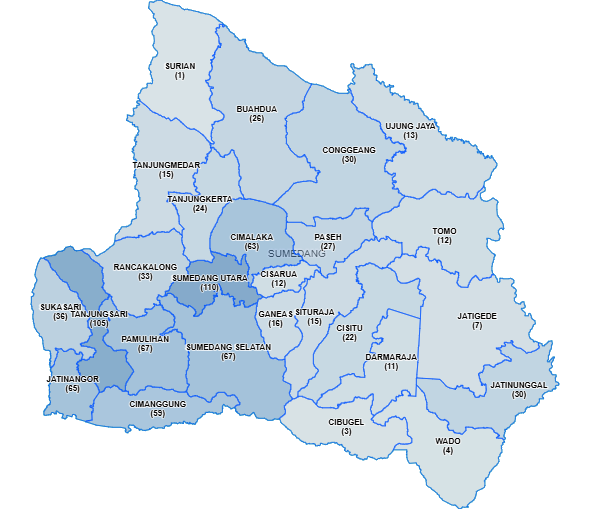 SURIAN
(1)
BUAHDUA
(26)
UJUNG JAYA
(13)
CONGGEANG
(30)
TANJUNGMEDAR
(15)
TANJUNGKERTA
(24)
CIMALAKA
(63)
PASEH
(27)
TOMO
(12)
SUMEDANG
RANCAKALONG
(33)
SUMEDANG UTARA
(110)
CISARUA
(12)
SUKASARI
(36)
TANJUNGSARI
(105)
GANEAS
(16)
SITURAJA
(15)
JATIGEDE
(7)
CISITU
(22)
PAMULIHAN
(67)
SUMEDANG SELATAN
(67)
DARMARAJA
(11)
JATINANGOR
(65)
JATINUNGGAL
(30)
CIMANGGUNG
(55)
CIBUGEL
(3)
WADO
(4)